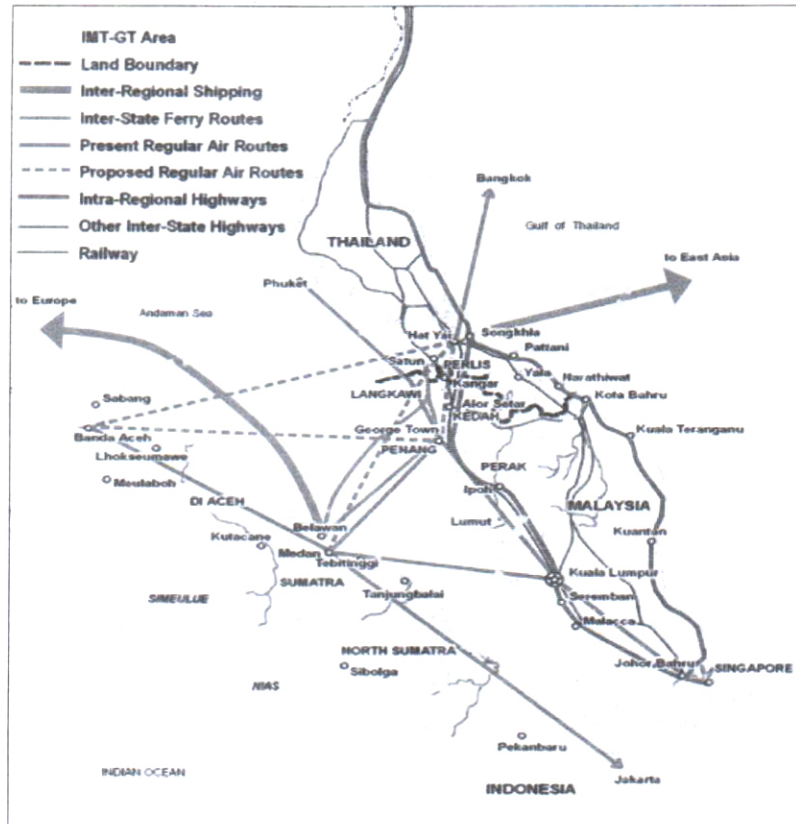 IMT-GT Area
Land Boundary
Inter-Regional Shipping
Inter-State Ferry Routes
Present Regular Air Routes
Proposed Regular Air Routes
Intra-Regional Highways
Other Inter-State Highways
Railway
Bangkok
Gulf of Thailand
THAILAND
to East Asia
Phuket
to Europe
Andaman Sea
Hat Yai
Songkhla
Pattani
Satun
PERLIS
Yala
Narathiwat
Kangar
LANGKAWI
Kota Bahru
Sabang
Alor Setar
KEDAH
Banda Aceh
George Town
Kuala Teranganu
PENANG
Lhokseumawe
PERAK
Meulaboh
Ipoh
DI ACEH
MALAYSIA
Lumut
Kuantan
Belawan
Kutacane
Medan
Tebitinggi
Kuala Lumpur
SUMATRA
Tanjungbalai
Seremban
SIMEULUE
Malacca
NORTH SUMATRA
Johor Bahru
SINGAPORE
Sibolga
NIAS
Pekanbaru
INDIAN OCEAN
Jakarta
INDONESIA